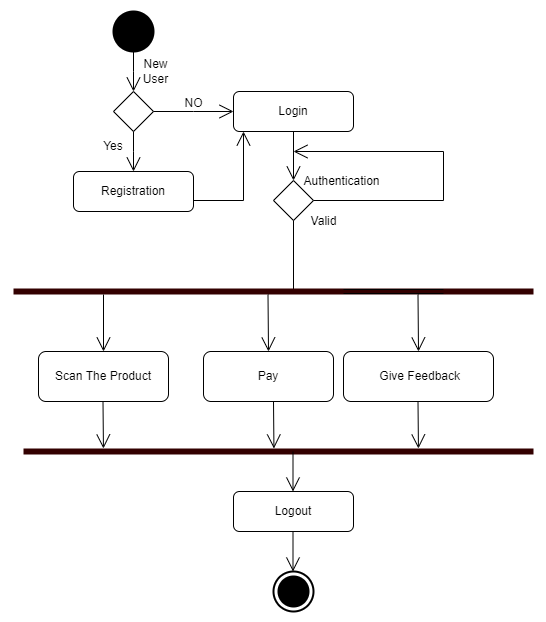 New
User
NO
Login
Yes
Registration
Authentication
Valid
Scan The Product
Pay
Give Feedback
Logout